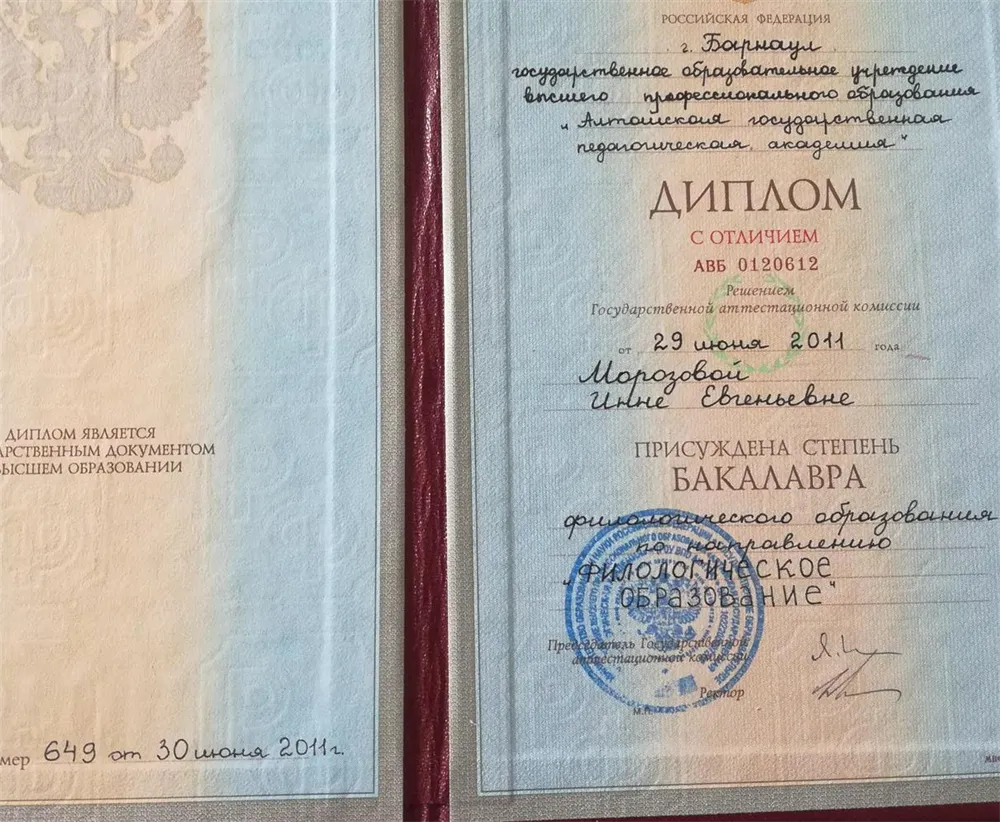 ДИПЛОМ ЯВЛЯЕТСЯ
АРСТВЕННЫМ ДОКУМЕНТОМ
ВЫСШЕМ ОБРАЗОВАНИИ
мер 649 от 30 июня 2011г.
РОССИЙСКАЯ ФЕДЕРАЦИЯ
г. Барнаул
государственное образовательное учреждение
высшего профессионального образования
"Алтайская государственная
педагогическая академия"
ДИПЛОМ
С ОТЛИЧИЕМ
АВБ 0120612
Решением
Государственной аттестационной комиссии
от 29 июня 2011 года
Морозовой
Инне Евгеньевне
ПРИСУЖДЕНА СТЕПЕНЬ
БАКАЛАВРА
филологического образования
по направлению
"ФИЛОЛОГИЧЕСКОЕ
ОБРАЗОВАНИЕ"
Председатель Государственной
аттестационной комиссии
Ректор
М.П.